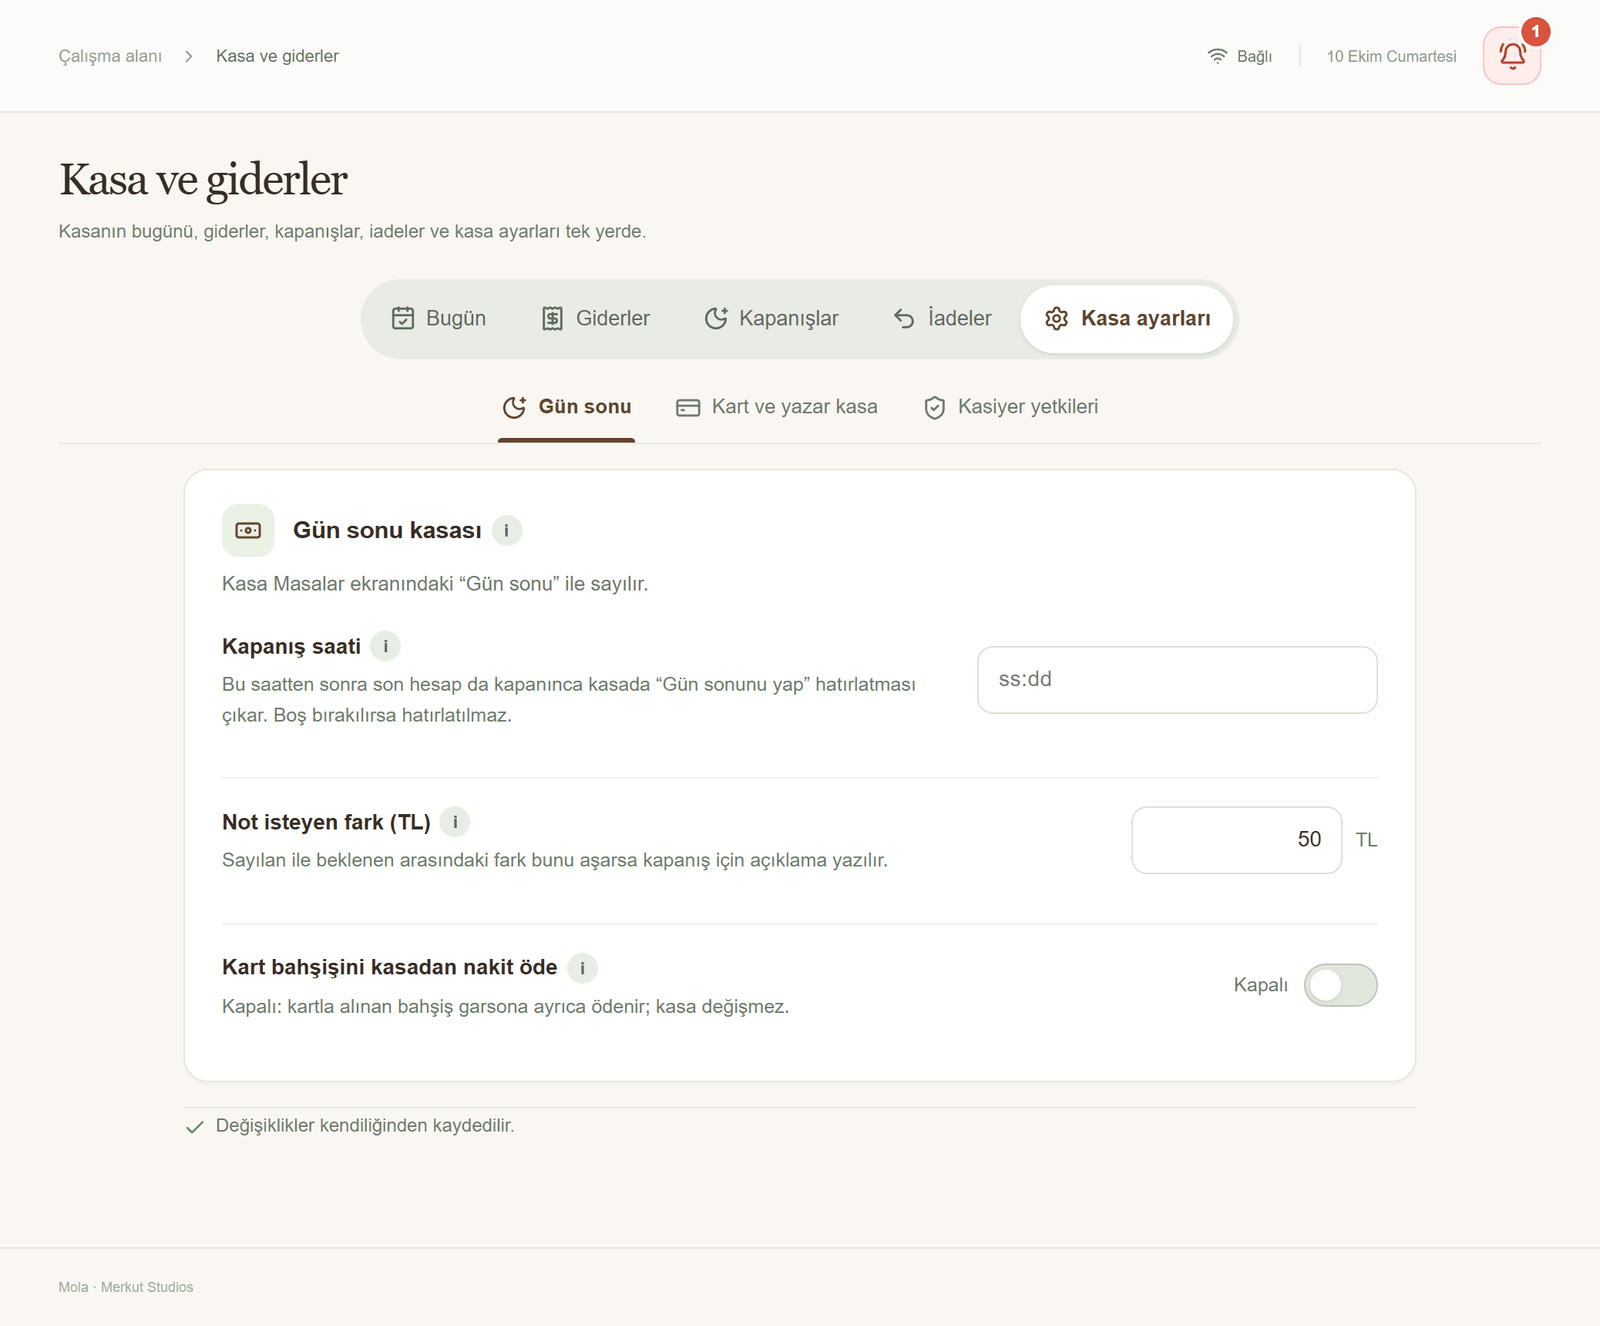 Çalışma alanı > Kasa ve giderler
Bağlı
10 Ekim Cumartesi
1
Kasa ve giderler
Kasanın bugünü, giderler, kapanışlar, iadeler ve kasa ayarları tek yerde.
Bugün
Giderler
Kapanışlar
İadeler
Kasa ayarları
Gün sonu
Kart ve yazar kasa
Kasiyer yetkileri
Gün sonu kasası i
Kasa Masalar ekranındaki “Gün sonu” ile sayılır.
Kapanış saati i
Bu saatten sonra son hesap da kapanınca kasada “Gün sonunu yap” hatırlatması
çıkar. Boş bırakılırsa hatırlatılmaz.
ss:dd
Not isteyen fark (TL) i
Sayılan ile beklenen arasındaki fark bunu aşarsa kapanış için açıklama yazılır.
50 TL
Kart bahşişini kasadan nakit öde i
Kapalı: kartla alınan bahşiş garsona ayrıca ödenir; kasa değişmez.
Kapalı
Değişiklikler kendiliğinden kaydedilir.
Mola · Merkut Studios